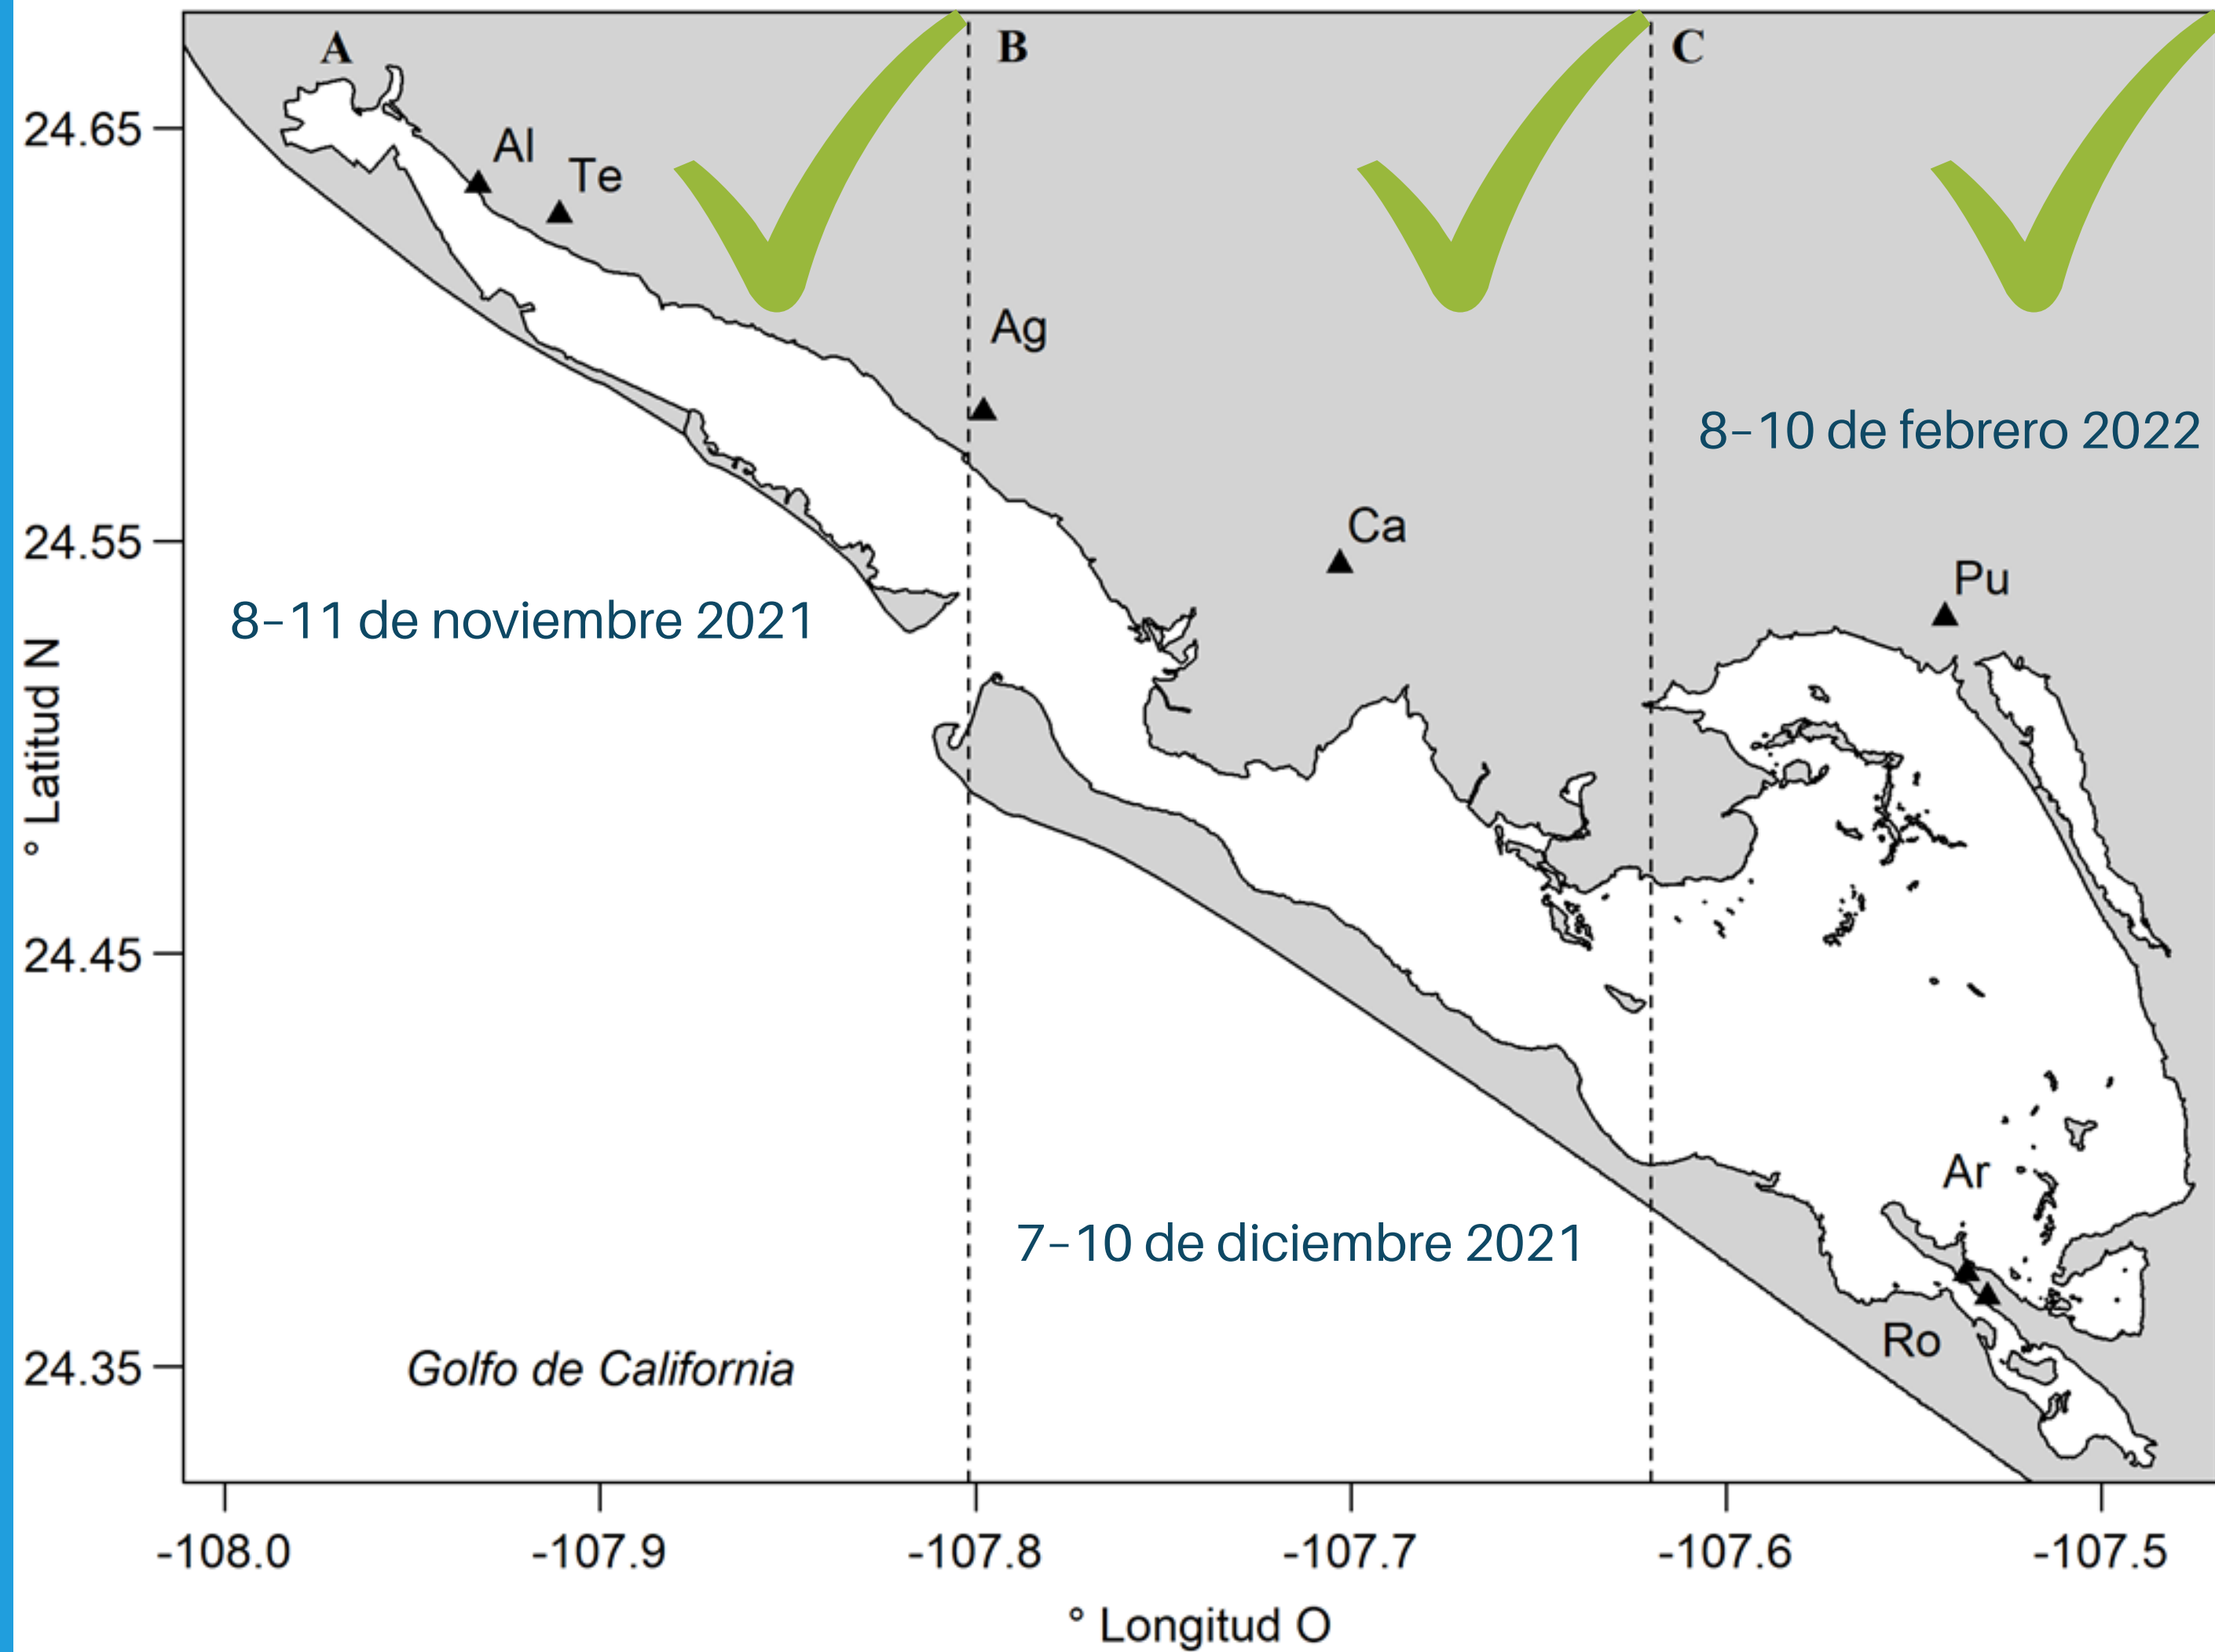 A
B
C
24.65
Al
Te
Ag
8-10 de febrero 2022
24.55
Ca
Pu
8-11 de noviembre 2021
° Latitud N
24.45
Ar
7-10 de diciembre 2021
Ro
24.35
Golfo de California
-108.0
-107.9
-107.8
-107.7
-107.6
-107.5
° Longitud O